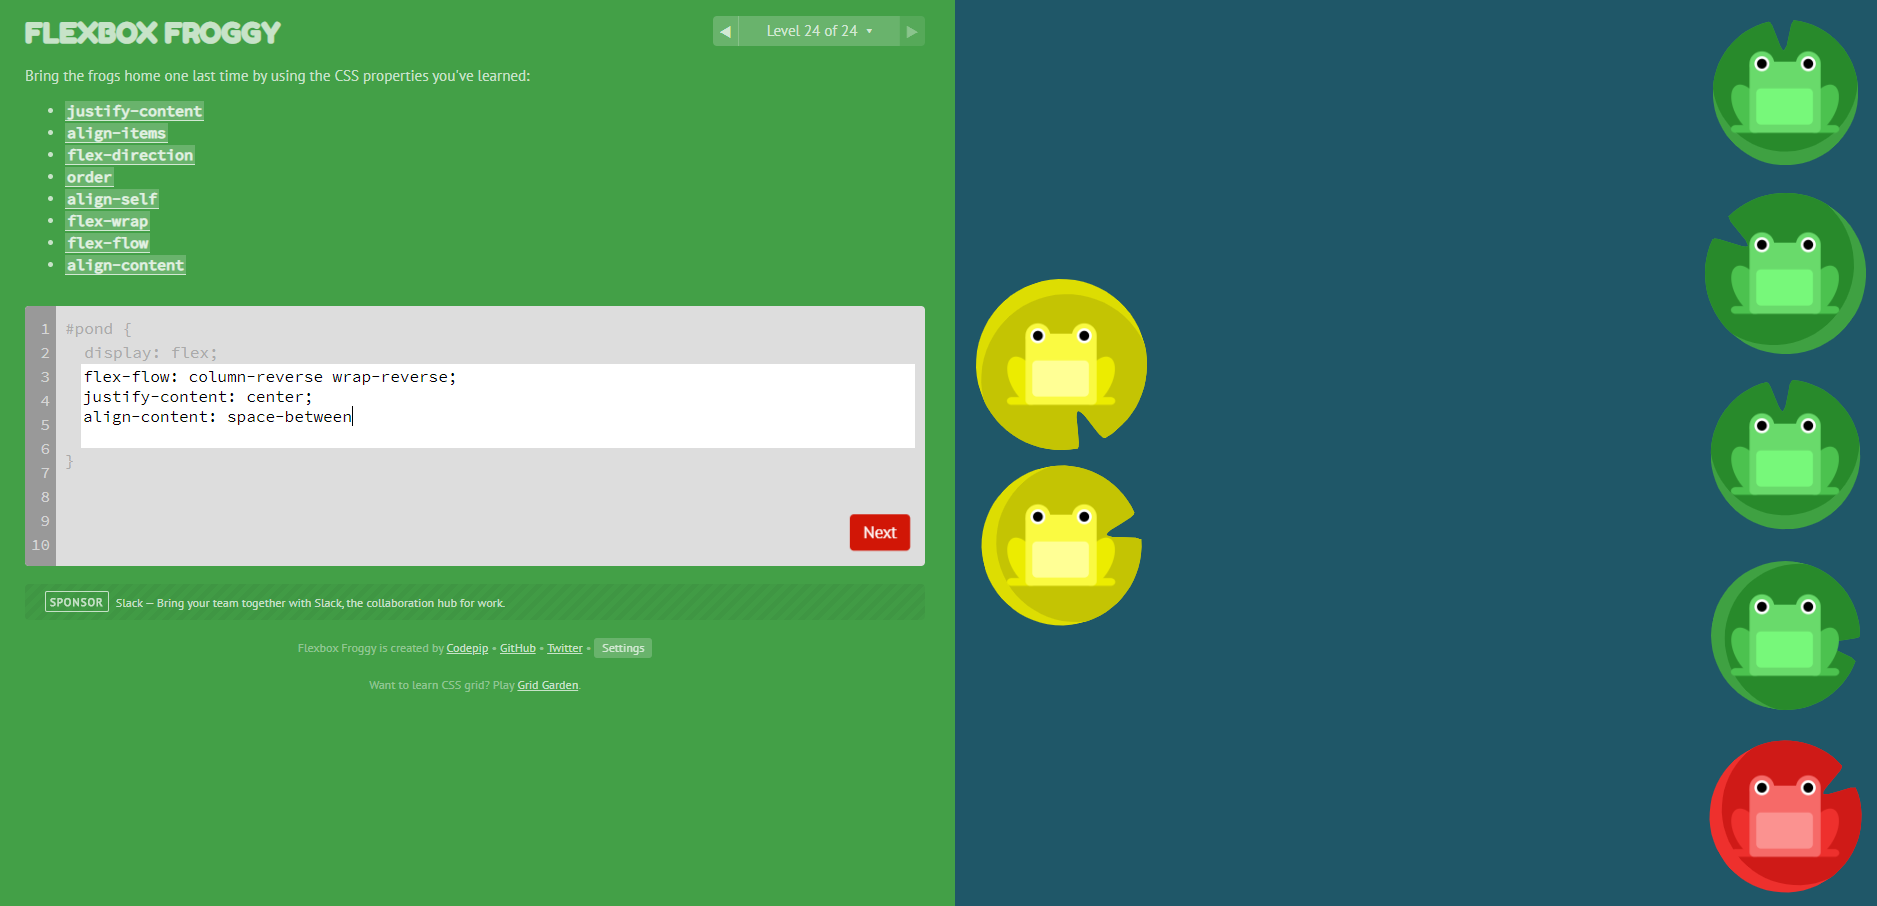 FLEXBOX FROGGY
◀ Level 24 of 24 ▾ ▶
Bring the frogs home one last time by using the CSS properties you've learned:
• justify-content
• align-items
• flex-direction
• order
• align-self
• flex-wrap
• flex-flow
• align-content
1 #pond {
2 display: flex;
3 flex-flow: column-reverse wrap-reverse;
4 justify-content: center;
5 align-content: space-between
6 }
7
8
9
10
Next
SPONSOR Slack — Bring your team together with Slack, the collaboration hub for work.
Flexbox Froggy is created by Codepip • GitHub • Twitter • Settings
Want to learn CSS grid? Play Grid Garden.